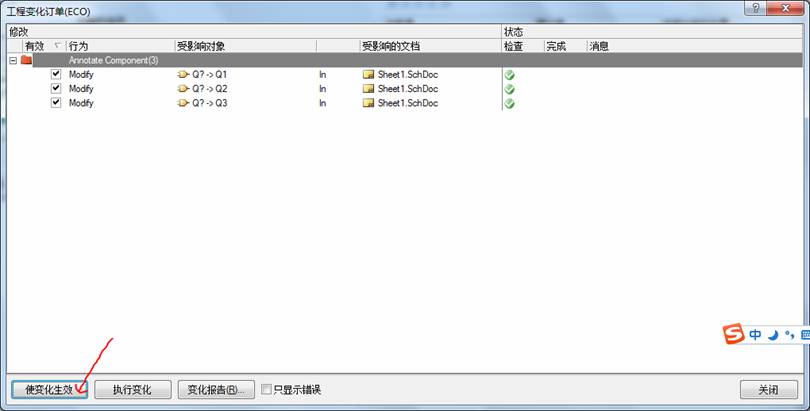 工程变化订单(ECO)
修改 状态
有效 行为 受影响对象 受影响的文档 检查 完成 消息
Annotate Component(3)
Modify Q? -> Q1 In Sheet1.SchDoc
Modify Q? -> Q2 In Sheet1.SchDoc
Modify Q? -> Q3 In Sheet1.SchDoc
S 中
使变化生效 执行变化 变化报告(R)... 只显示错误 关闭